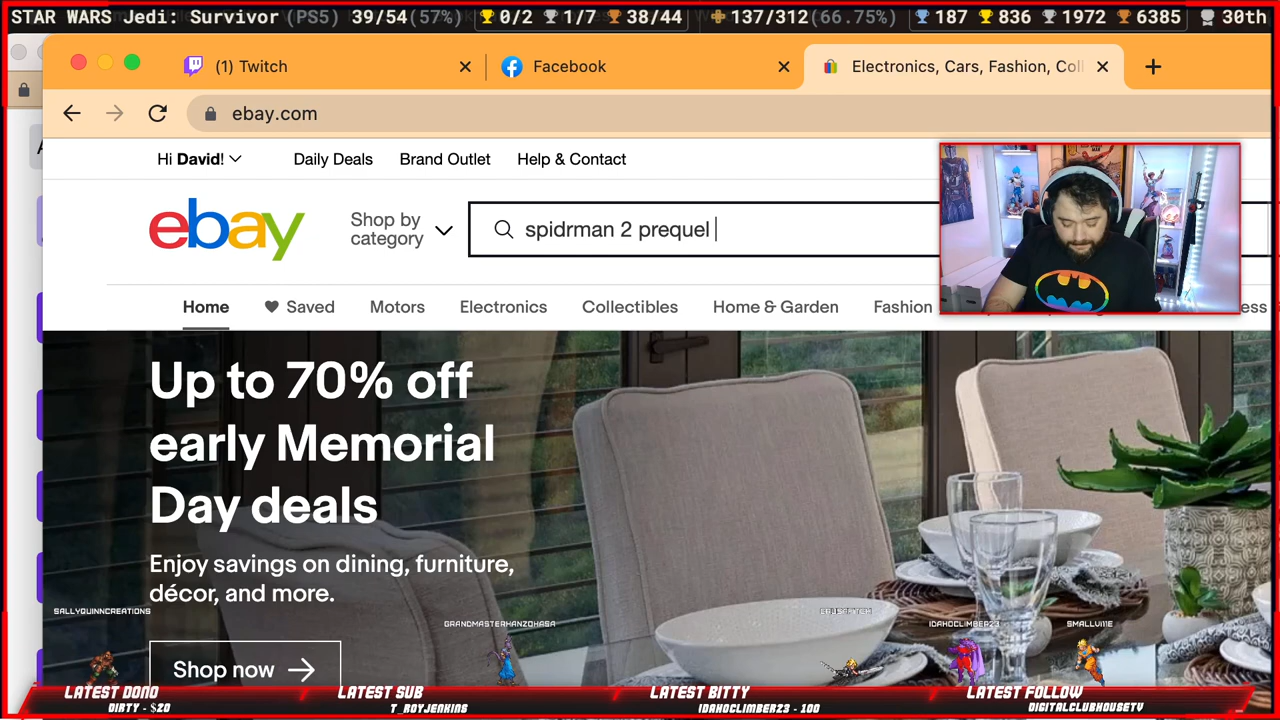 STAR WARS Jedi: Survivor (PS5) 39/54(57%) 0/2 1/7 38/44 137/312(66.75%) 187 836 1972 6385 30th
(1) Twitch Facebook Electronics, Cars, Fashion, Coll
ebay.com
Hi David! Daily Deals Brand Outlet Help & Contact
ebay Shop by category spidrman 2 prequel
Home Saved Motors Electronics Collectibles Home & Garden Fashion
Up to 70% off
early Memorial
Day deals
Enjoy savings on dining, furniture,
décor, and more.
SALLYQUINNCREATIONS
GRANDMASTERHANZOHASA
IDAHOCLIMBER23
SMALLVI11E
Shop now
LATEST DONO LATEST SUB LATEST BITTY LATEST FOLLOW
DIRTY - $20 T_ROYJENKINS IDAHOCLIMBER23 - 100 DIGITALCLUBHOUSETV